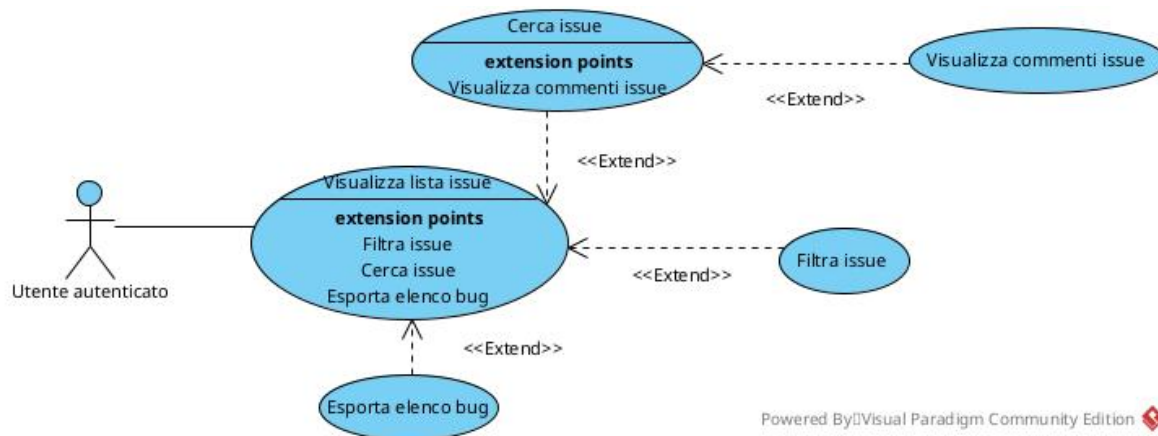 Cerca issue
extension points
Visualizza commenti issue
<<Extend>>
Visualizza commenti issue
<<Extend>>
Visualizza lista issue
extension points
Filtra issue
Cerca issue
Esporta elenco bug
Utente autenticato
<<Extend>>
Filtra issue
<<Extend>>
Esporta elenco bug
Powered By Visual Paradigm Community Edition